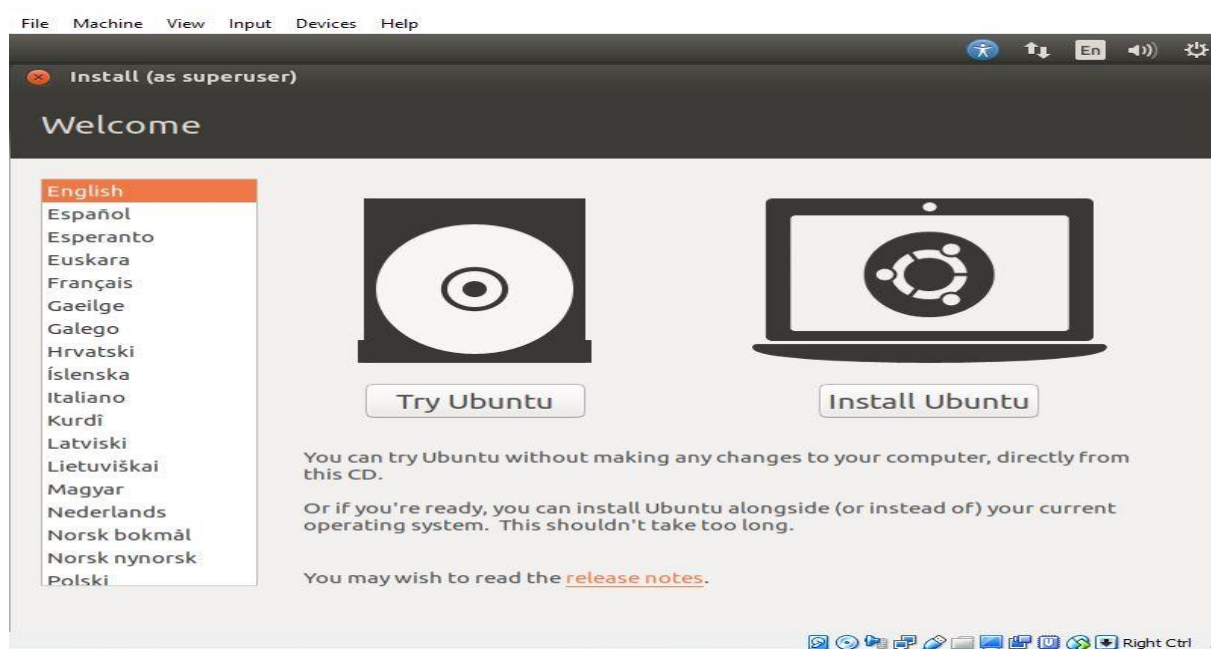 File Machine View Input Devices Help
En
Install (as superuser)
Welcome
English
Español
Esperanto
Euskara
Français
Gaeilge
Galego
Hrvatski
Íslenska
Italiano
Kurdî
Latviski
Lietuviškai
Magyar
Nederlands
Norsk bokmål
Norsk nynorsk
Polski
Try Ubuntu
Install Ubuntu
You can try Ubuntu without making any changes to your computer, directly from
this CD.
Or if you're ready, you can install Ubuntu alongside (or instead of) your current
operating system. This shouldn't take too long.
You may wish to read the release notes.
Right Ctrl